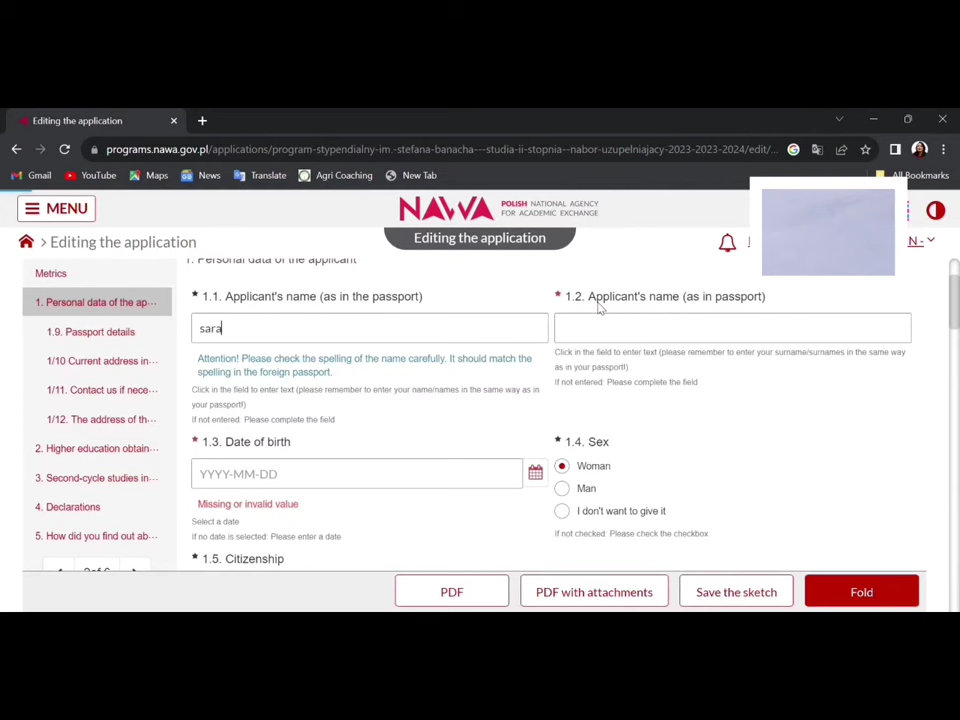 Editing the application
programs.nawa.gov.pl/applications/program-stypendialny-im.-stefana-banacha---studia-ii-stopnia--nabor-uzupelniajacy-2023-2023-2024/edit/...
Gmail YouTube Maps News Translate Agri Coaching New Tab All Bookmarks
MENU
NAWA POLISH NATIONAL AGENCY
FOR ACADEMIC EXCHANGE
Editing the application
Editing the application
N -
Metrics
1. Personal data of the ap...
1.9. Passport details
1/10 Current address in...
1/11. Contact us if nece...
1/12. The address of th...
2. Higher education obtain...
3. Second-cycle studies in...
4. Declarations
5. How did you find out ab...
2 of 6
1. Personal data of the applicant
* 1.1. Applicant's name (as in the passport)
sara
Attention! Please check the spelling of the name carefully. It should match the
spelling in the foreign passport.
Click in the field to enter text (please remember to enter your name/names in the same way as in
your passport!)
If not entered: Please complete the field
* 1.2. Applicant's name (as in passport)
Click in the field to enter text (please remember to enter your surname/surnames in the same way
as in your passport!)
If not entered: Please complete the field
* 1.3. Date of birth
YYYY-MM-DD
Missing or invalid value
Select a date
If no date is selected: Please enter a date
* 1.4. Sex
Woman
Man
I don't want to give it
If not checked: Please check the checkbox
* 1.5. Citizenship
PDF
PDF with attachments
Save the sketch
Fold